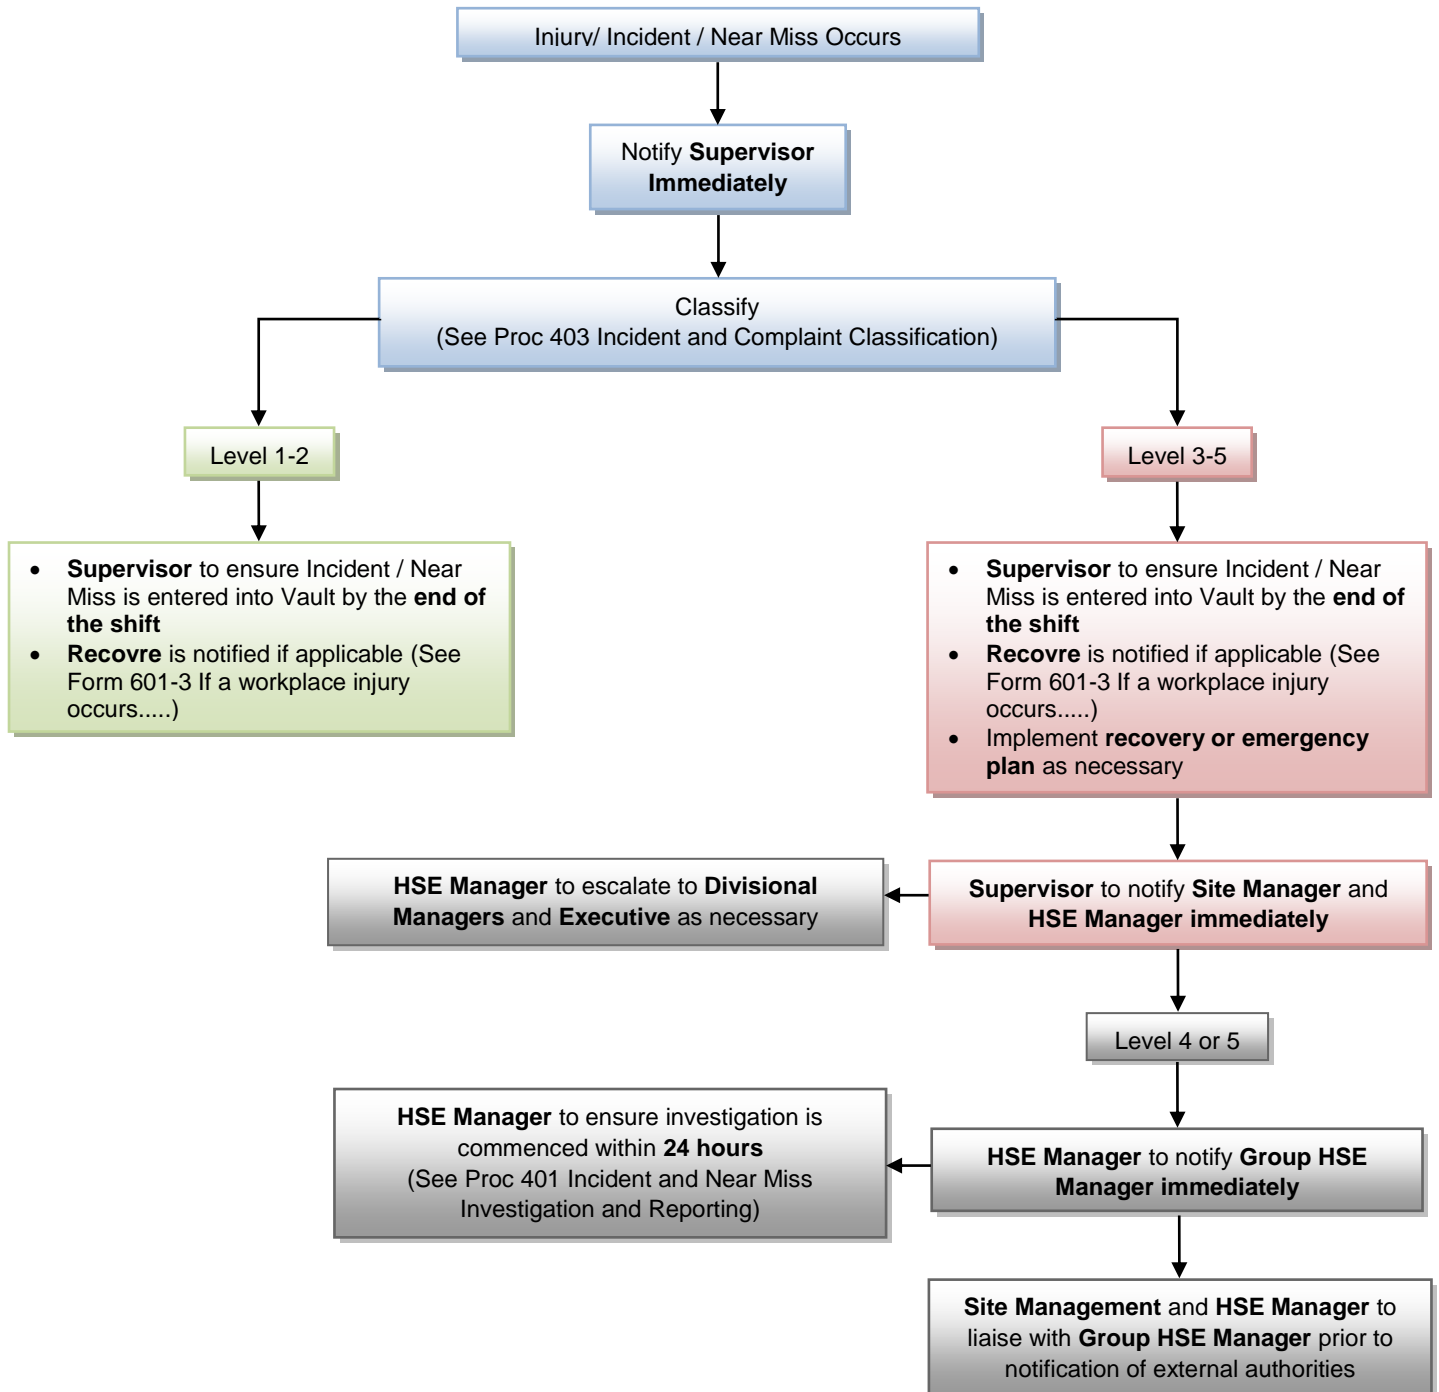 Injury/ Incident / Near Miss Occurs
Notify Supervisor
Immediately
Classify
(See Proc 403 Incident and Complaint Classification)
Level 1-2
Level 3-5
• Supervisor to ensure Incident / Near
Miss is entered into Vault by the end of
the shift
• Recovre is notified if applicable (See
Form 601-3 If a workplace injury
occurs.....)
• Supervisor to ensure Incident / Near
Miss is entered into Vault by the end of
the shift
• Recovre is notified if applicable (See
Form 601-3 If a workplace injury
occurs.....)
• Implement recovery or emergency
plan as necessary
HSE Manager to escalate to Divisional
Managers and Executive as necessary
Supervisor to notify Site Manager and
HSE Manager immediately
Level 4 or 5
HSE Manager to ensure investigation is
commenced within 24 hours
(See Proc 401 Incident and Near Miss
Investigation and Reporting)
HSE Manager to notify Group HSE
Manager immediately
Site Management and HSE Manager to
liaise with Group HSE Manager prior to
notification of external authorities